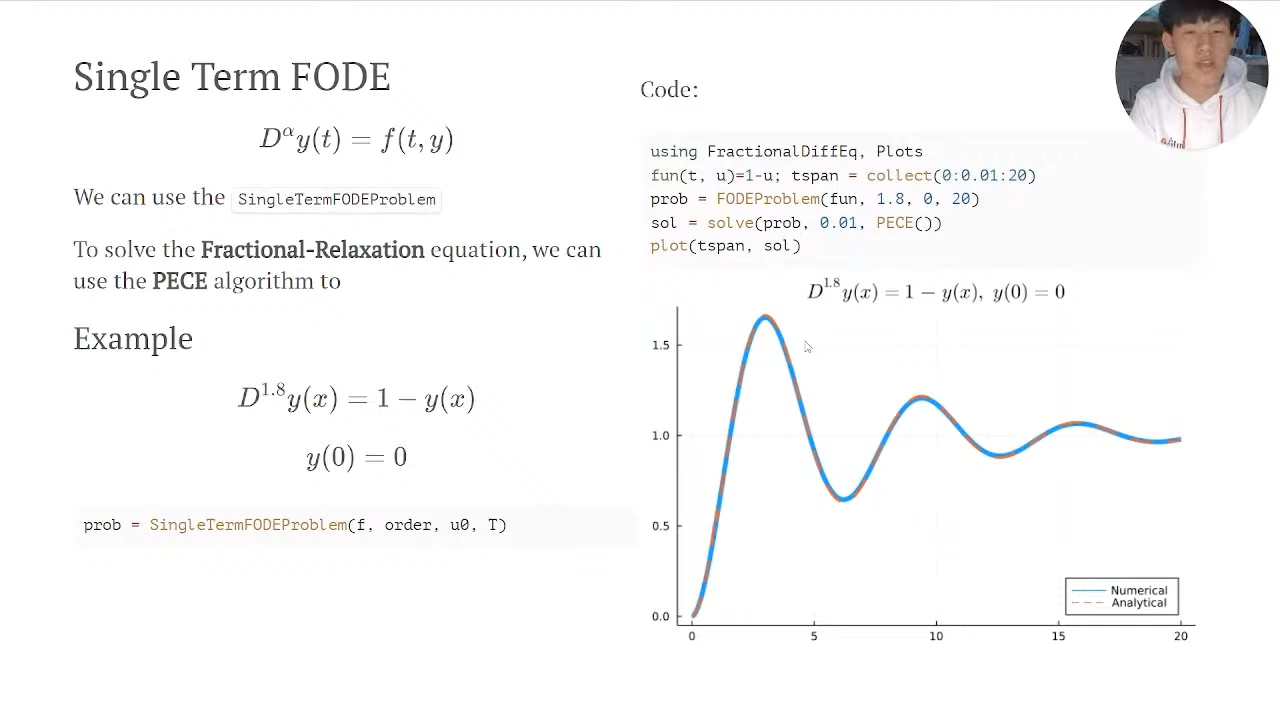 Single Term FODE
D^α y(t) = f(t, y)
We can use the SingleTermFODEProblem
To solve the Fractional-Relaxation equation, we can
use the PECE algorithm to
Example
D^1.8 y(x) = 1 − y(x)
y(0) = 0
prob = SingleTermFODEProblem(f, order, u0, T)
Code:
using FractionalDiffEq, Plots
fun(t, u)=1-u; tspan = collect(0:0.01:20)
prob = FODEProblem(fun, 1.8, 0, 20)
sol = solve(prob, 0.01, PECE())
plot(tspan, sol)
D^1.8 y(x) = 1 − y(x), y(0) = 0
1.5
1.0
0.5
0.0
0 5 10 15 20
Numerical
Analytical